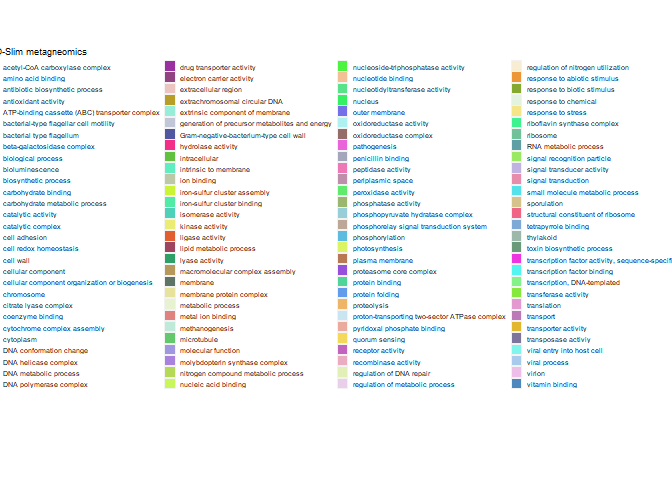 O-Slim metagneomics
acetyl-CoA carboxylase complex
amino acid binding
antibiotic biosynthetic process
antioxidant activity
ATP-binding cassette (ABC) transporter complex
bacterial-type flagellar cell motility
bacterial type flagellum
beta-galactosidase complex
biological process
bioluminescence
biosynthetic process
carbohydrate binding
carbohydrate metabolic process
catalytic activity
catalytic complex
cell adhesion
cell redox homeostasis
cell wall
cellular component
cellular component organization or biogenesis
chromosome
citrate lyase complex
coenzyme binding
cytochrome complex assembly
cytoplasm
DNA conformation change
DNA helicase complex
DNA metabolic process
DNA polymerase complex
drug transporter activity
electron carrier activity
extracellular region
extrachromosomal circular DNA
extrinsic component of membrane
generation of precursor metabolites and energy
Gram-negative-bacterium-type cell wall
hydrolase activity
intracellular
intrinsic to membrane
ion binding
iron-sulfur cluster assembly
iron-sulfur cluster binding
isomerase activity
kinase activity
ligase activity
lipid metabolic process
lyase activity
macromolecular complex assembly
membrane
membrane protein complex
metabolic process
metal ion binding
methanogenesis
microtubule
molecular function
molybdopterin synthase complex
nitrogen compound metabolic process
nucleic acid binding
nucleoside-triphosphatase activity
nucleotide binding
nucleotidyltransferase activity
nucleus
outer membrane
oxidoreductase activity
oxidoreductase complex
pathogenesis
penicillin binding
peptidase activity
periplasmic space
peroxidase activity
phosphatase activity
phosphopyruvate hydratase complex
phosphorelay signal transduction system
phosphorylation
photosynthesis
plasma membrane
proteasome core complex
protein binding
protein folding
proteolysis
proton-transporting two-sector ATPase complex
pyridoxal phosphate binding
quorum sensing
receptor activity
recombinase activity
regulation of DNA repair
regulation of metabolic process
regulation of nitrogen utilization
response to abiotic stimulus
response to biotic stimulus
response to chemical
response to stress
riboflavin synthase complex
ribosome
RNA metabolic process
signal recognition particle
signal transducer activity
signal transduction
small molecule metabolic process
sporulation
structural constituent of ribosome
tetrapyrrole binding
thylakoid
toxin biosynthetic process
transcription factor activity, sequence-specifi
transcription factor binding
transcription, DNA-templated
transferase activity
translation
transport
transporter activity
transposase activity
viral entry into host cell
viral process
virion
vitamin binding